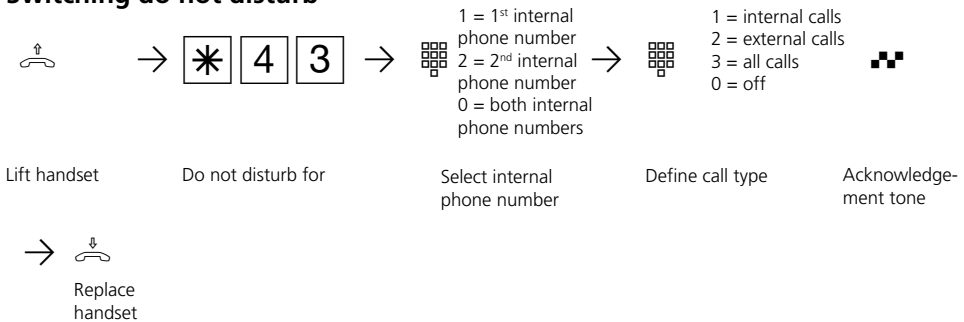 Switching do not disturb
1 = 1st internal
phone number
2 = 2nd internal
phone number
0 = both internal
phone numbers
1 = internal calls
2 = external calls
3 = all calls
0 = off
* 4 3
Lift handset
Do not disturb for
Select internal
phone number
Define call type
Acknowledge-
ment tone
Replace
handset